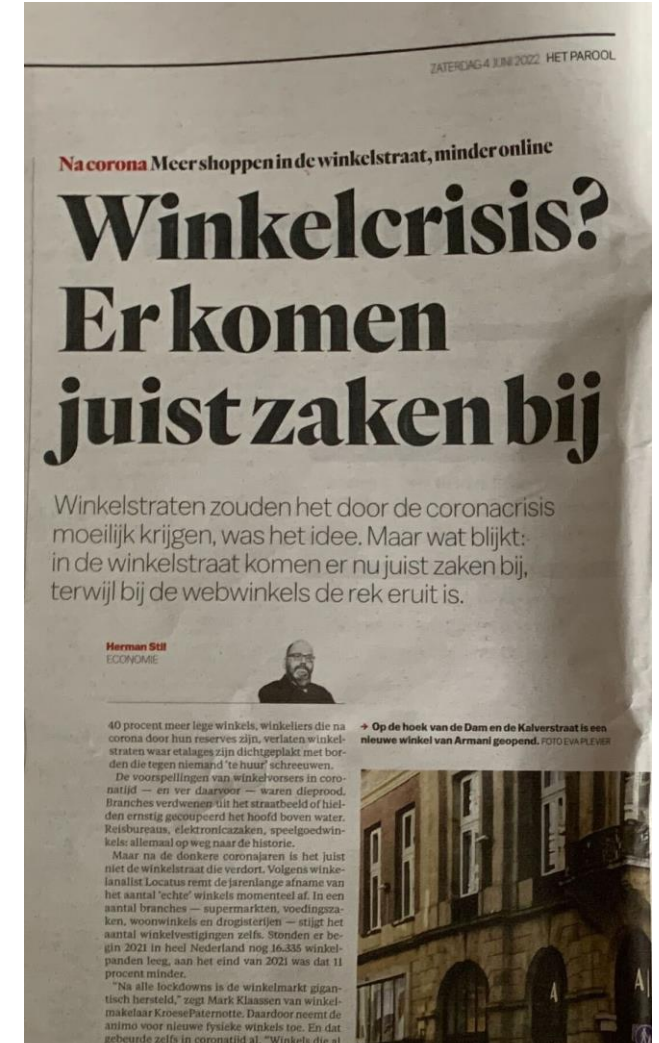 ZATERDAG 4 JUNI 2022 HET PAROOL
Na corona Meer shoppen in de winkelstraat, minder online
Winkelcrisis?
Er komen
juist zaken bij
Winkelstraten zouden het door de coronacrisis
moeilijk krijgen, was het idee. Maar wat blijkt:
in de winkelstraat komen er nu juist zaken bij,
terwijl bij de webwinkels de rek eruit is.
Herman Stil
ECONOMIE
40 procent meer lege winkels, winkeliers die na
corona door hun reserves zijn, verlaten winkel-
straten waar etalages zijn dichtgeplakt met bor-
den die tegen niemand 'te huur' schreeuwen.
De voorspellingen van winkelvorsers in coro-
natijd — en ver daarvoor — waren dieprood.
Branches verdwenen uit het straatbeeld of hiel-
den ernstig gecoupeerd het hoofd boven water.
Reisbureaus, elektronicazaken, speelgoedwin-
kels: allemaal op weg naar de historie.
Maar na de donkere coronajaren is het juist
niet de winkelstraat die verdort. Volgens winke-
lanalist Locatus remt de jarenlange afname van
het aantal 'echte' winkels momenteel af. In een
aantal branches — supermarkten, voedingsza-
ken, woonwinkels en drogisterijen — stijgt het
aantal winkelvestigingen zelfs. Stonden er be-
gin 2021 in heel Nederland nog 16.335 winkel-
panden leeg, aan het eind van 2021 was dat 11
procent minder.
"Na alle lockdowns is de winkelmarkt gigan-
tisch hersteld," zegt Mark Klaassen van winkel-
makelaar KroesePaternotte. Daardoor neemt de
animo voor nieuwe fysieke winkels toe. En dat
gebeurde zelfs in coronatijd al. "Winkels die al
→ Op de hoek van de Dam en de Kalverstraat is een
nieuwe winkel van Armani geopend. FOTO EVA PLEVIER
A
A